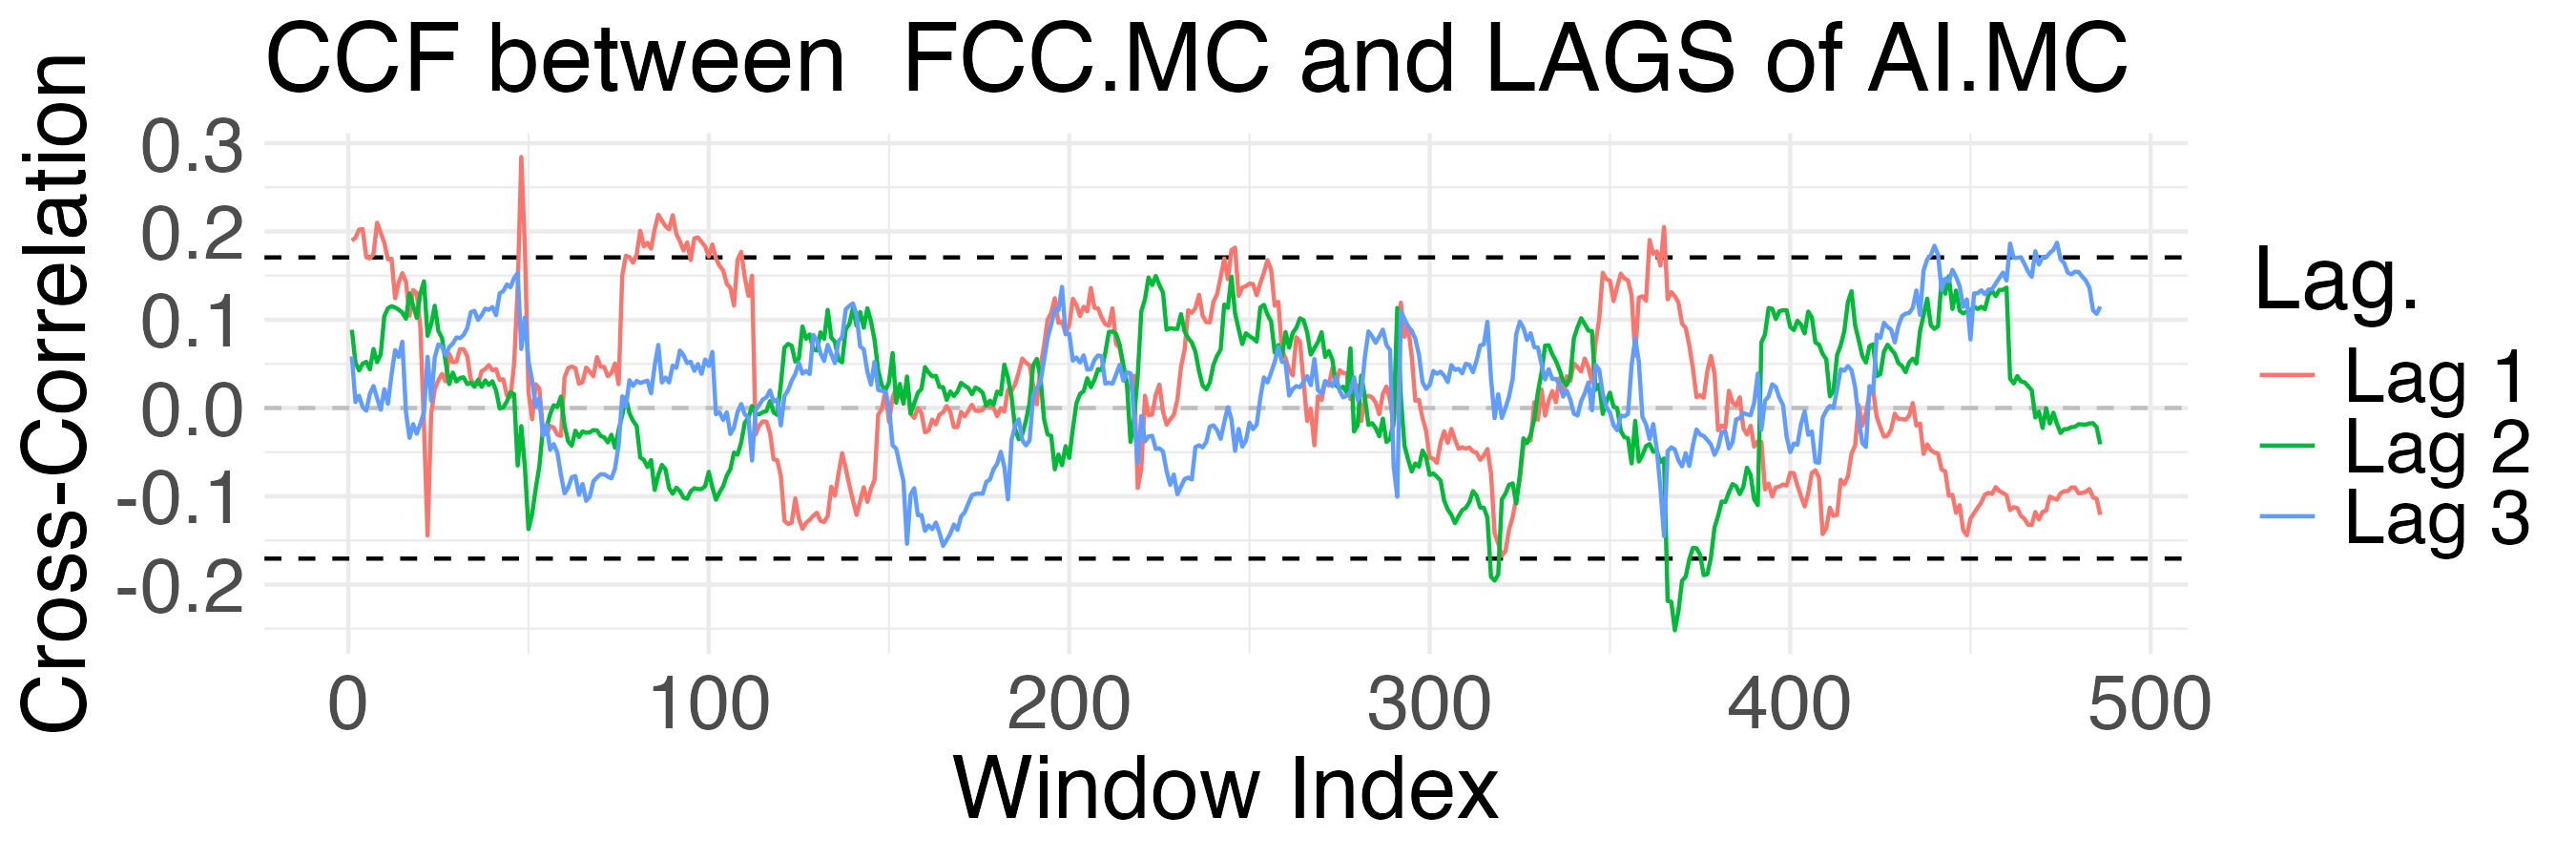 CCF between  FCC.MC and LAGS of AI.MC
Cross-Correlation
0.3
0.2
0.1
0.0
-0.1
-0.2
0 100 200 300 400 500
Window Index
Lag.
Lag 1
Lag 2
Lag 3